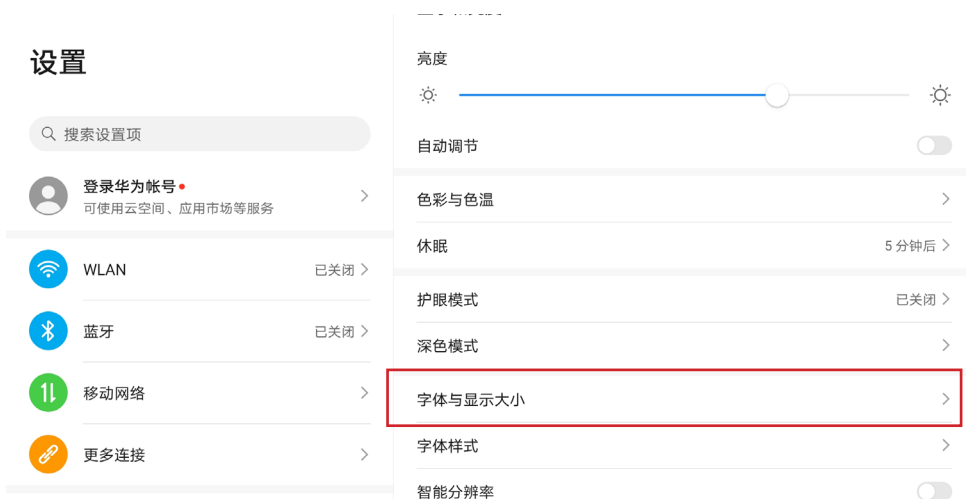 设置
搜索设置项
登录华为帐号
可使用云空间、应用市场等服务
WLAN
已关闭
蓝牙
已关闭
移动网络
更多连接
亮度
自动调节
色彩与色温
休眠
5 分钟后
护眼模式
已关闭
深色模式
字体与显示大小
字体样式
智能分辨率